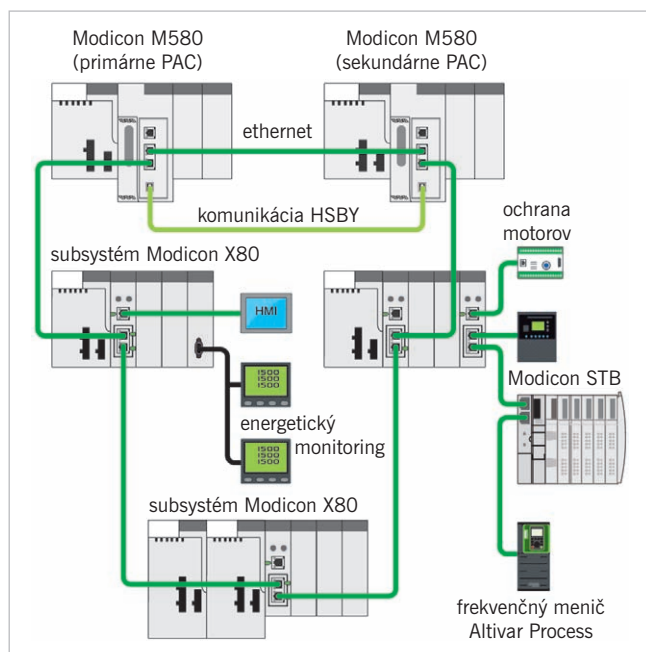 Modicon M580
(primárne PAC)
Modicon M580
(sekundárne PAC)
ethernet
komunikácia HSBY
ochrana
motorov
subsystém Modicon X80
HMI
1500
1500
1500
Modicon STB
energetický
monitoring
1500
1500
1500
subsystém Modicon X80
frekvenčný menič
Altivar Process